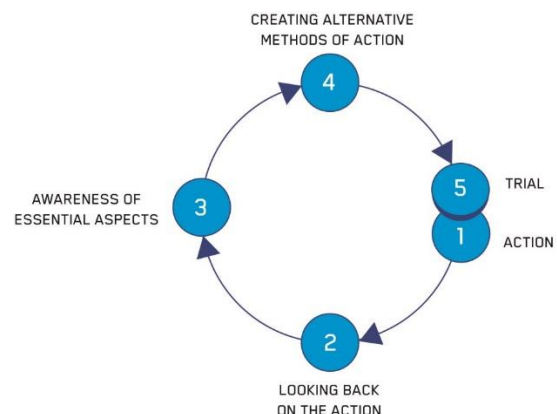 CREATING ALTERNATIVE
METHODS OF ACTION
4
5
TRIAL
AWARENESS OF
ESSENTIAL ASPECTS
3
1
ACTION
2
LOOKING BACK
ON THE ACTION